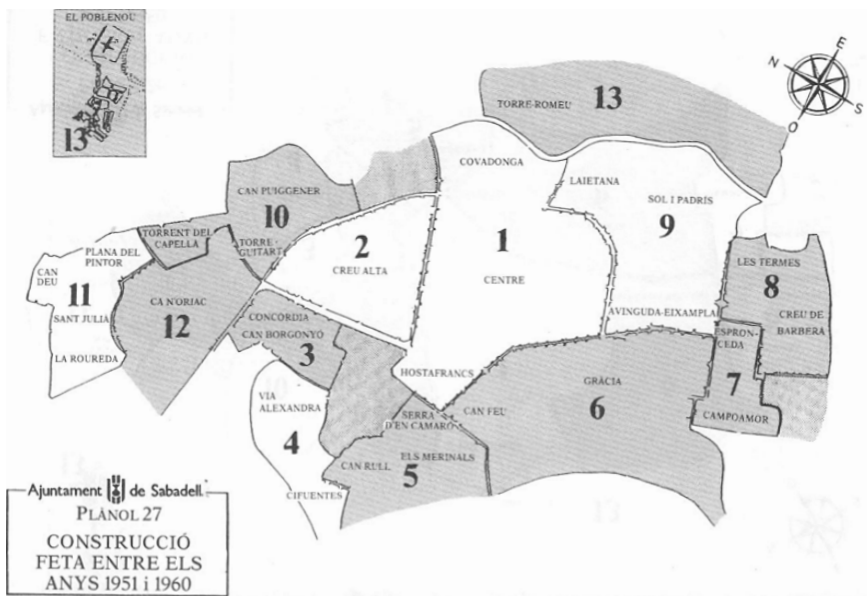 EL POBLENOU
13
N
E
S
O
TORRE-ROMEU
13
COVADONGA
LAIETANA
SOL I PADRÍS
9
CAN PUIGGENER
10
TORRE-
GUITART
TORRENT DEL
CAPELLÀ
PLANA DEL
PINTOR
CAN
DEU
11
SANT JULIÀ
LA ROUREDA
CA N'ORIAC
12
2
CREU ALTA
1
CENTRE
LES TERMES
8
CREU DE
BARBERÀ
AVINGUDA-EIXAMPLA
ESPRON-
CEDA
7
CAMPOAMOR
CONCORDIA
CAN BORGONYÓ
3
HOSTAFRANCS
GRÀCIA
6
VIA
ALEXANDRA
4
CIFUENTES
SERRA
D'EN CAMARO
CAN FEU
ELS MERINALS
CAN RULL
5
Ajuntament de Sabadell
PLÀNOL 27
CONSTRUCCIÓ
FETA ENTRE ELS
ANYS 1951 i 1960